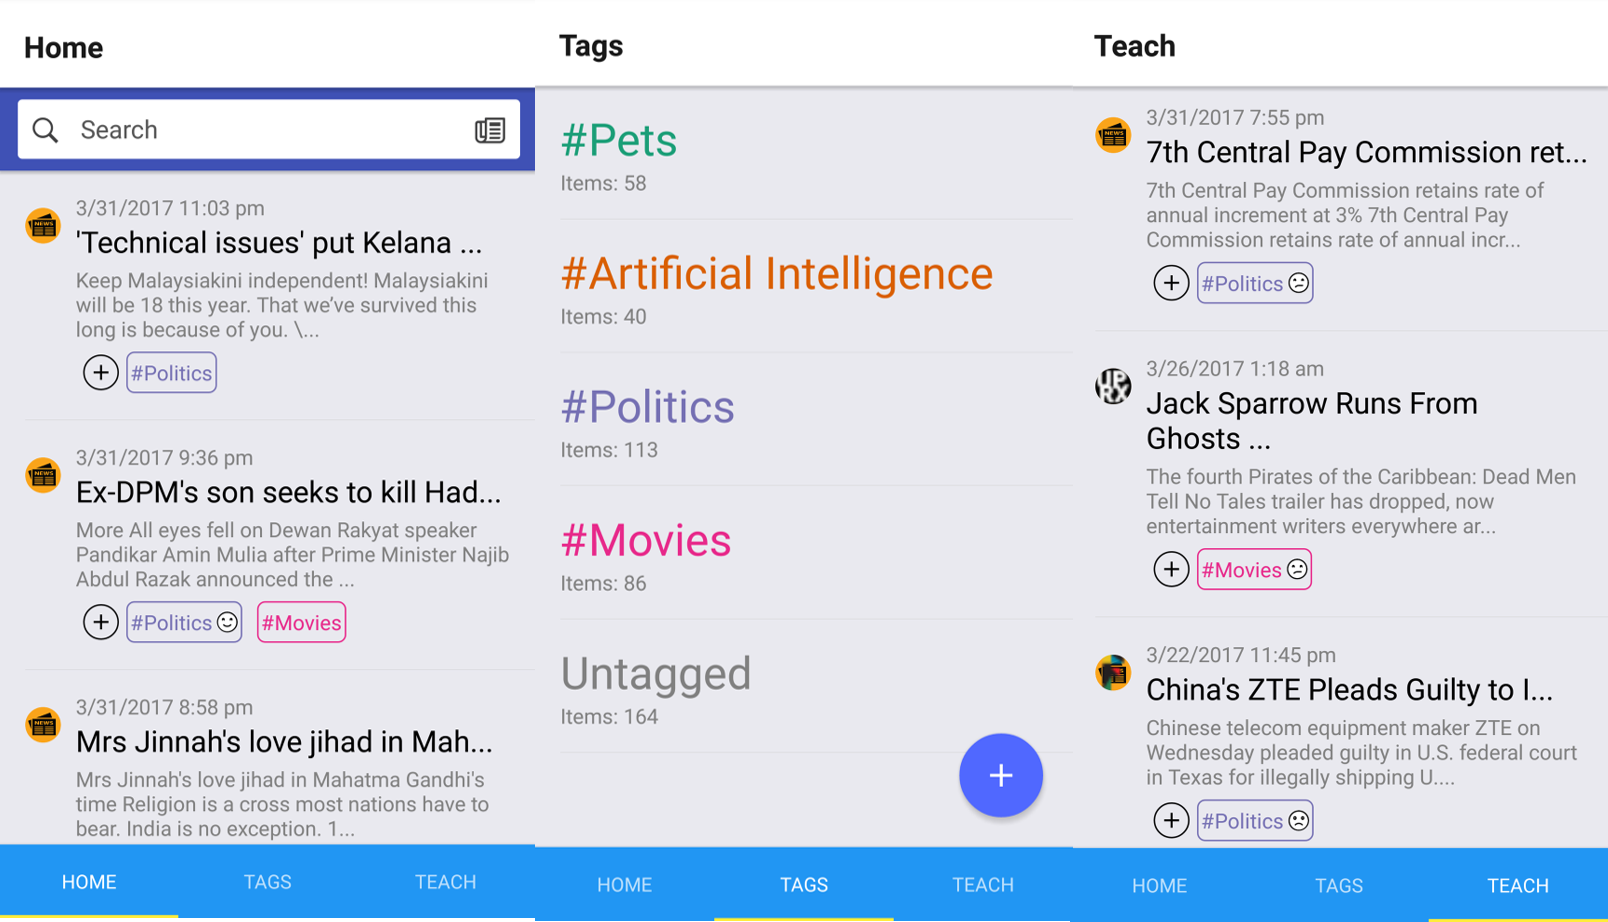 Home
Search
3/31/2017 11:03 pm
NEWS
'Technical issues' put Kelana ...
Keep Malaysiakini independent! Malaysiakini
will be 18 this year. That we've survived this
long is because of you. \...
+ #Politics
3/31/2017 9:36 pm
NEWS
Ex-DPM's son seeks to kill Had...
More All eyes fell on Dewan Rakyat speaker
Pandikar Amin Mulia after Prime Minister Najib
Abdul Razak announced the ...
+ #Politics #Movies
3/31/2017 8:58 pm
NEWS
Mrs Jinnah's love jihad in Mah...
Mrs Jinnah's love jihad in Mahatma Gandhi's
time Religion is a cross most nations have to
bear. India is no exception. 1...
HOME TAGS TEACH
Tags
#Pets
Items: 58
#Artificial Intelligence
Items: 40
#Politics
Items: 113
#Movies
Items: 86
Untagged
Items: 164
+
HOME TAGS TEACH
Teach
3/31/2017 7:55 pm
NEWS
7th Central Pay Commission ret...
7th Central Pay Commission retains rate of
annual increment at 3% 7th Central Pay
Commission retains rate of annual incr...
+ #Politics
3/26/2017 1:18 am
UP
RX
Jack Sparrow Runs From
Ghosts ...
The fourth Pirates of the Caribbean: Dead Men
Tell No Tales trailer has dropped, now
entertainment writers everywhere ar...
+ #Movies
3/22/2017 11:45 pm
China's ZTE Pleads Guilty to I...
Chinese telecom equipment maker ZTE on
Wednesday pleaded guilty in U.S. federal court
in Texas for illegally shipping U....
+ #Politics
HOME TAGS TEACH